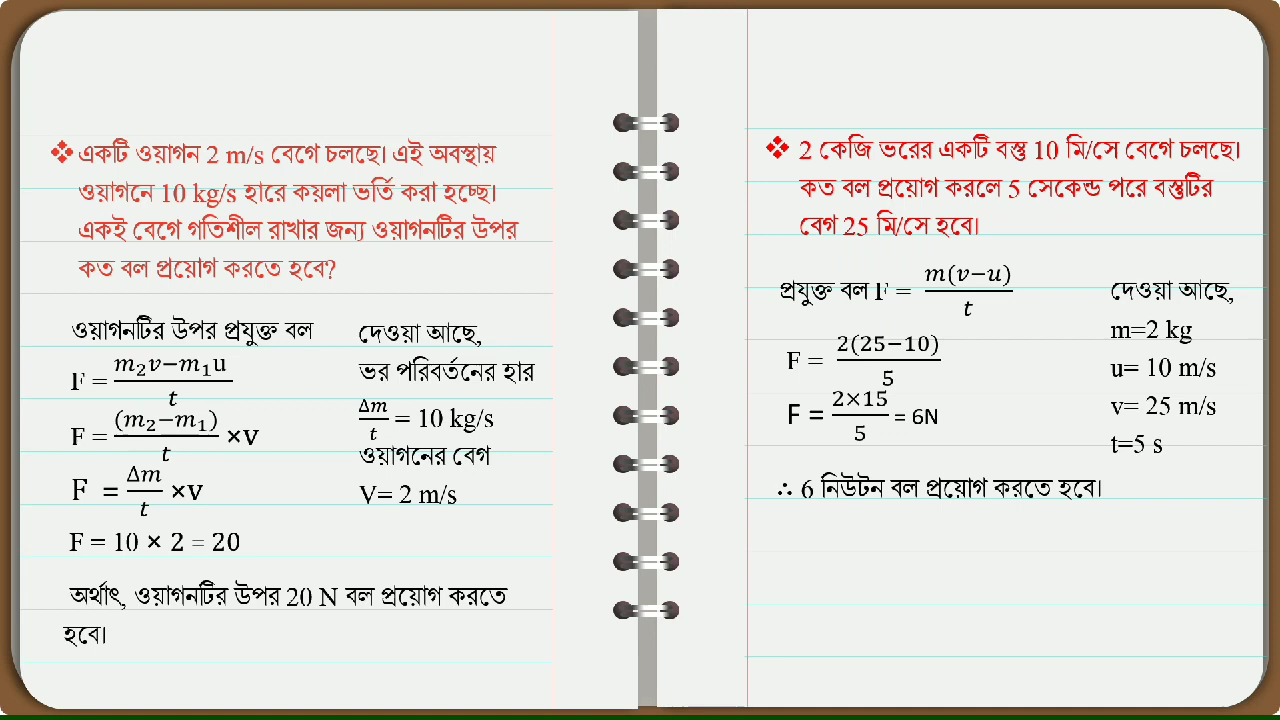 ❖ একটি ওয়াগন 2 m/s বেগে চলছে। এই অবস্থায়
ওয়াগনে 10 kg/s হারে কয়লা ভর্তি করা হচ্ছে।
একই বেগে গতিশীল রাখার জন্য ওয়াগনটির উপর
কত বল প্রয়োগ করতে হবে?
ওয়াগনটির উপর প্রযুক্ত বল
F = (m₂v−m₁u)/t
F = (m₂−m₁)/t ×v
F = Δm/t ×v
F = 10 × 2 = 20
দেওয়া আছে,
ভর পরিবর্তনের হার
Δm/t = 10 kg/s
ওয়াগনের বেগ
V= 2 m/s
অর্থাৎ, ওয়াগনটির উপর 20 N বল প্রয়োগ করতে
হবে।
❖ 2 কেজি ভরের একটি বস্তু 10 মি/সে বেগে চলছে।
কত বল প্রয়োগ করলে 5 সেকেন্ড পরে বস্তুটির
বেগ 25 মি/সে হবে।
প্রযুক্ত বল F = m(v−u)/t
F = 2(25−10)/5
F = 2×15/5 = 6N
দেওয়া আছে,
m=2 kg
u= 10 m/s
v= 25 m/s
t=5 s
∴ 6 নিউটন বল প্রয়োগ করতে হবে।